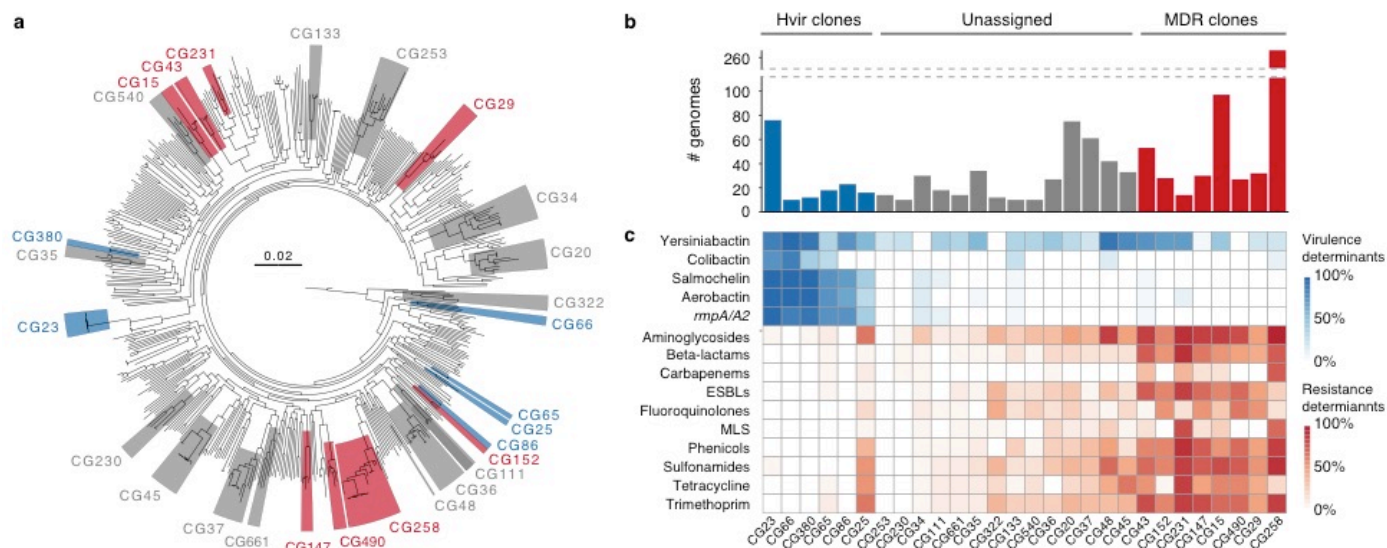 a
CG133
CG253
CG231
CG43
CG15
CG540
CG29
CG34
CG20
CG380
CG35
CG322
CG66
CG23
CG65
CG25
CG86
CG152
CG111
CG36
CG48
CG258
CG490
CG147
CG661
CG37
CG45
CG230
0.02
b
Hvir clones
Unassigned
MDR clones
# genomes
260
100
80
60
40
20
0
c
Yersiniabactin
Colibactin
Salmochelin
Aerobactin
rmpA/A2
Aminoglycosides
Beta-lactams
Carbapenems
ESBLs
Fluoroquinolones
MLS
Phenicols
Sulfonamides
Tetracycline
Trimethoprim
CG23
CG66
CG380
CG65
CG86
CG25
CG253
CG230
CG34
CG111
CG661
CG35
CG322
CG133
CG540
CG36
CG20
CG37
CG48
CG45
CG43
CG152
CG231
CG147
CG15
CG490
CG29
CG258
Virulence
determinants
100%
50%
0%
Resistance
determiannts
100%
50%
0%